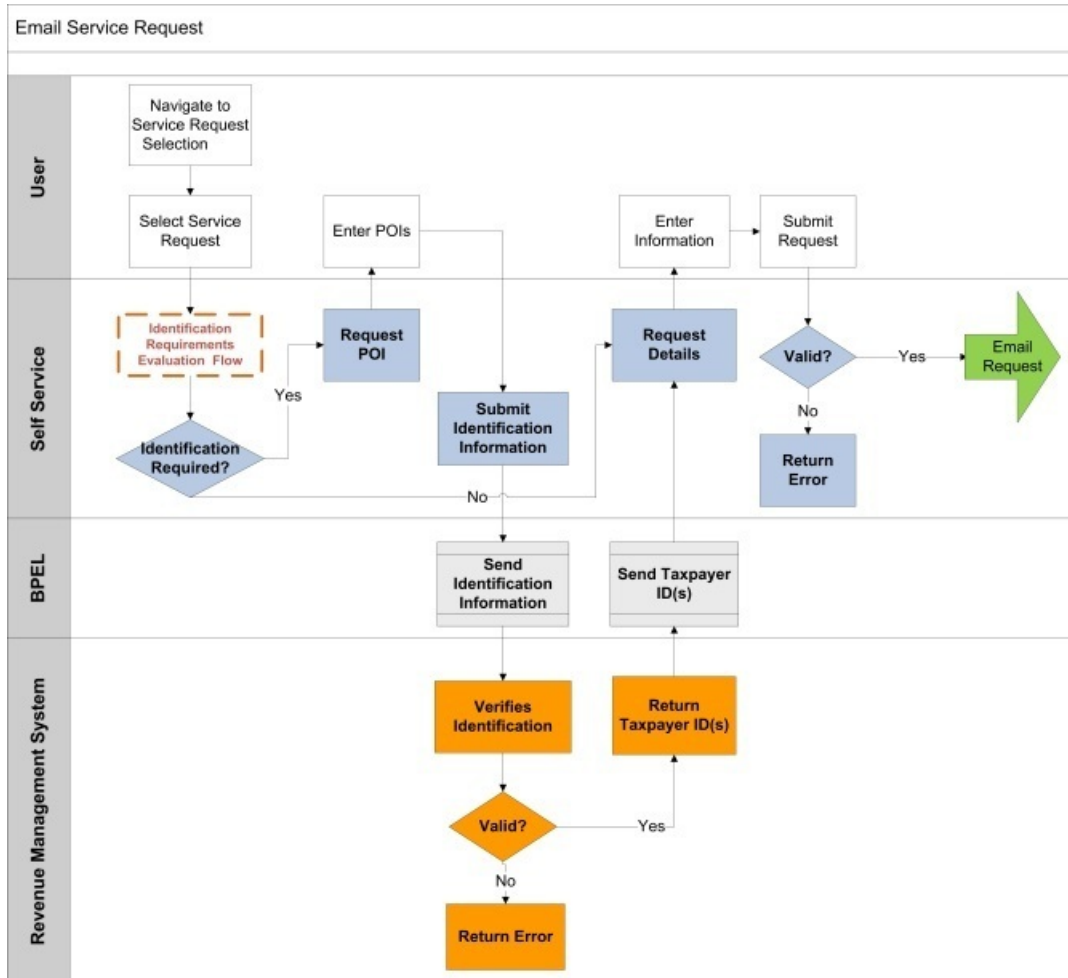 Email Service Request
User
Navigate to
Service Request
Selection
Select Service
Request
Enter POIs
Enter
Information
Submit
Request
Self Service
Identification
Requirements
Evaluation Flow
Identification
Required?
Yes
No
Request
POI
Submit
Identification
Information
Request
Details
Valid?
Yes
No
Return
Error
Email
Request
BPEL
Send
Identification
Information
Send Taxpayer
ID(s)
Revenue Management System
Verifies
Identification
Valid?
Yes
No
Return Error
Return
Taxpayer ID(s)